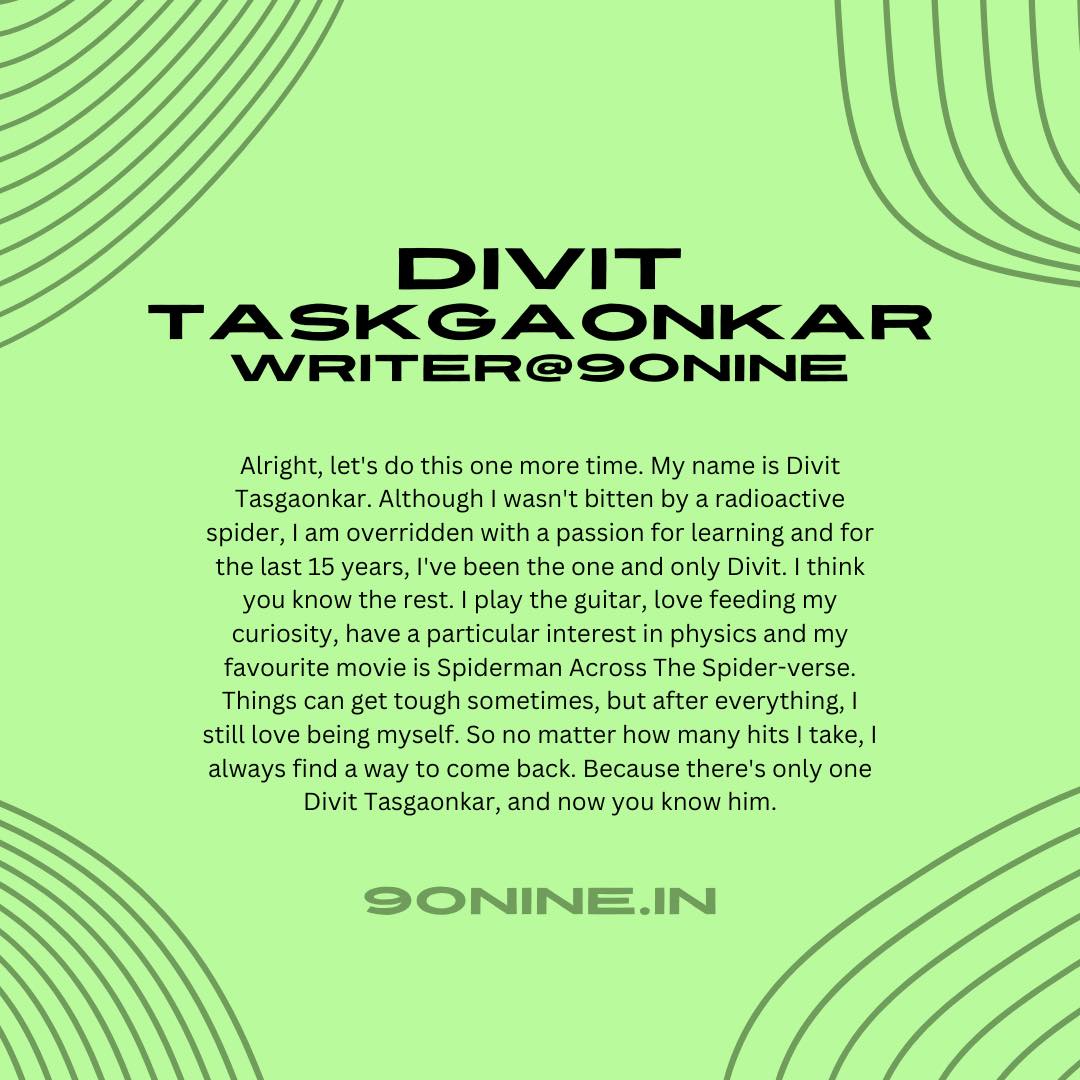 DIVIT
TASKGAONKAR
WRITER@9ONINE
Alright, let's do this one more time. My name is Divit
Tasgaonkar. Although I wasn't bitten by a radioactive
spider, I am overridden with a passion for learning and for
the last 15 years, I've been the one and only Divit. I think
you know the rest. I play the guitar, love feeding my
curiosity, have a particular interest in physics and my
favourite movie is Spiderman Across The Spider-verse.
Things can get tough sometimes, but after everything, I
still love being myself. So no matter how many hits I take, I
always find a way to come back. Because there's only one
Divit Tasgaonkar, and now you know him.
9ONINE.IN